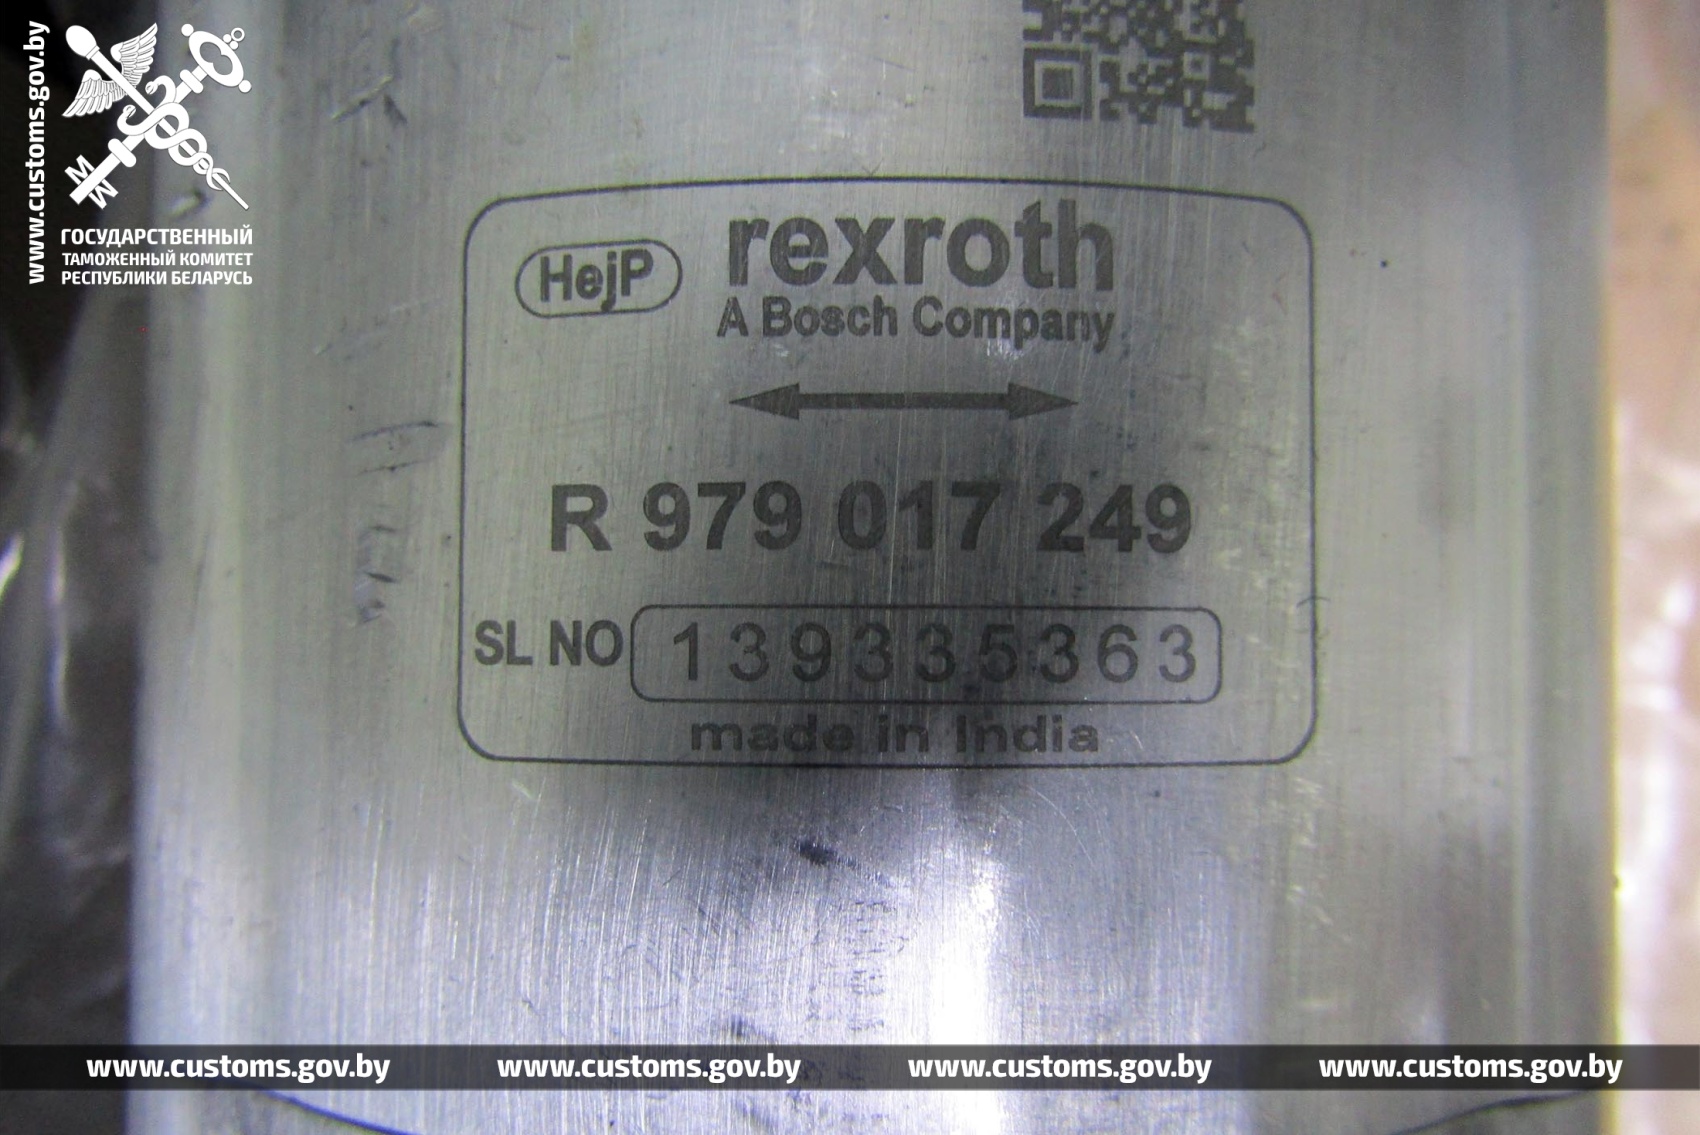 www.customs.gov.by
ГОСУДАРСТВЕННЫЙ
ТАМОЖЕННЫЙ КОМИТЕТ
РЕСПУБЛИКИ БЕЛАРУСЬ
HejP
rexroth
A Bosch Company
R 979 017 249
SL NO 139335363
made in India
www.customs.gov.by www.customs.gov.by www.customs.gov.by www.customs.gov.by